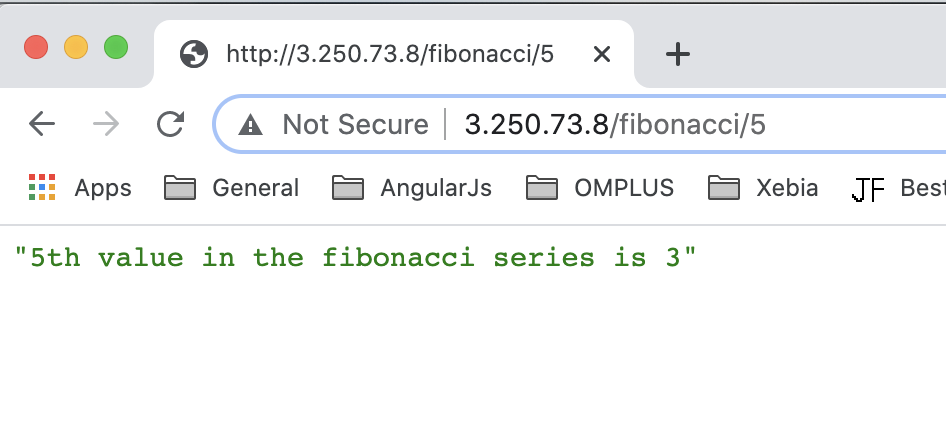 http://3.250.73.8/fibonacci/5
Not Secure 3.250.73.8/fibonacci/5
Apps General AngularJs OMPLUS Xebia JF Best
"5th value in the fibonacci series is 3"